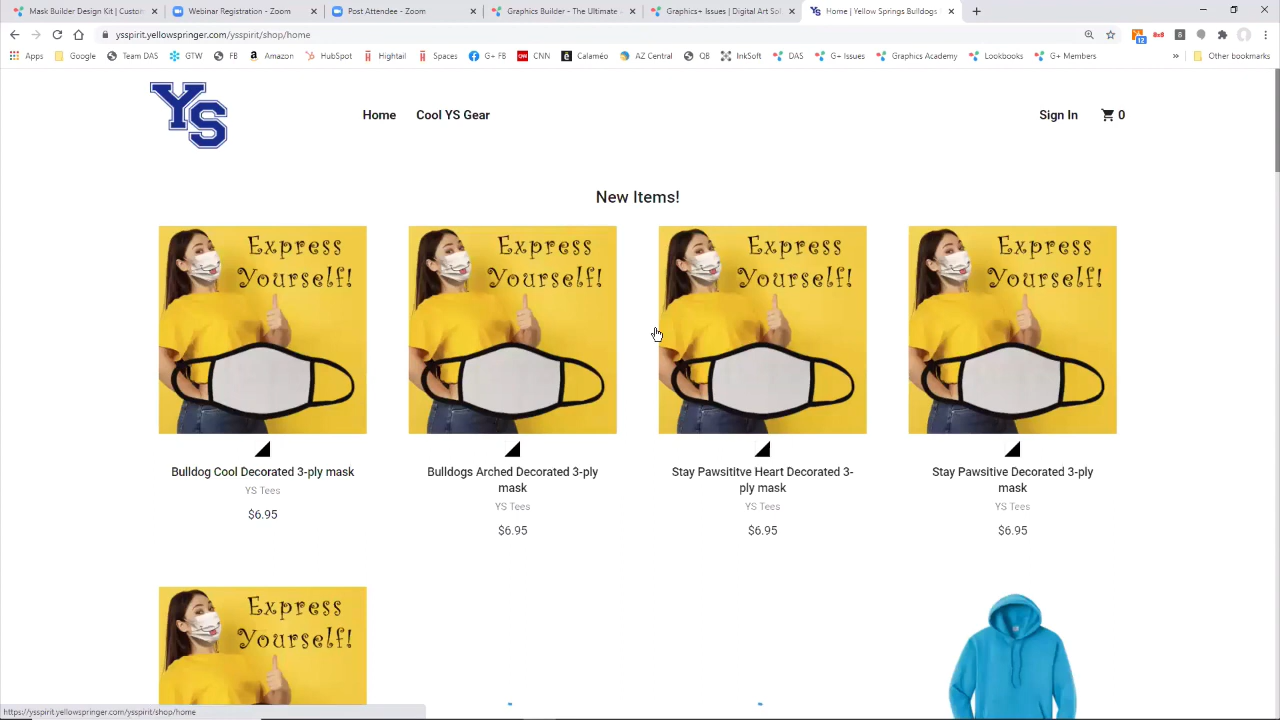 Mask Builder Design Kit | Custom
Webinar Registration - Zoom
Post Attendee - Zoom
Graphics Builder - The Ultimate
Graphics+ Issues | Digital Art Sol
Home | Yellow Springs Bulldogs
ysspirit.yellowspringer.com/ysspirit/shop/home
Apps Google Team DAS GTW FB Amazon HubSpot Hightail Spaces G+ FB CNN Calaméo AZ Central QB InkSoft DAS G+ Issues Graphics Academy Lookbooks G+ Members » Other bookmarks
YS
Home Cool YS Gear Sign In 0
New Items!
Express Yourself!
Express Yourself!
Express Yourself!
Express Yourself!
Bulldog Cool Decorated 3-ply mask
YS Tees
$6.95
Bulldogs Arched Decorated 3-ply
mask
YS Tees
$6.95
Stay Pawsititve Heart Decorated 3-
ply mask
YS Tees
$6.95
Stay Pawsitive Decorated 3-ply
mask
YS Tees
$6.95
Express
Yourself!
https://ysspirit.yellowspringer.com/ysspirit/shop/home